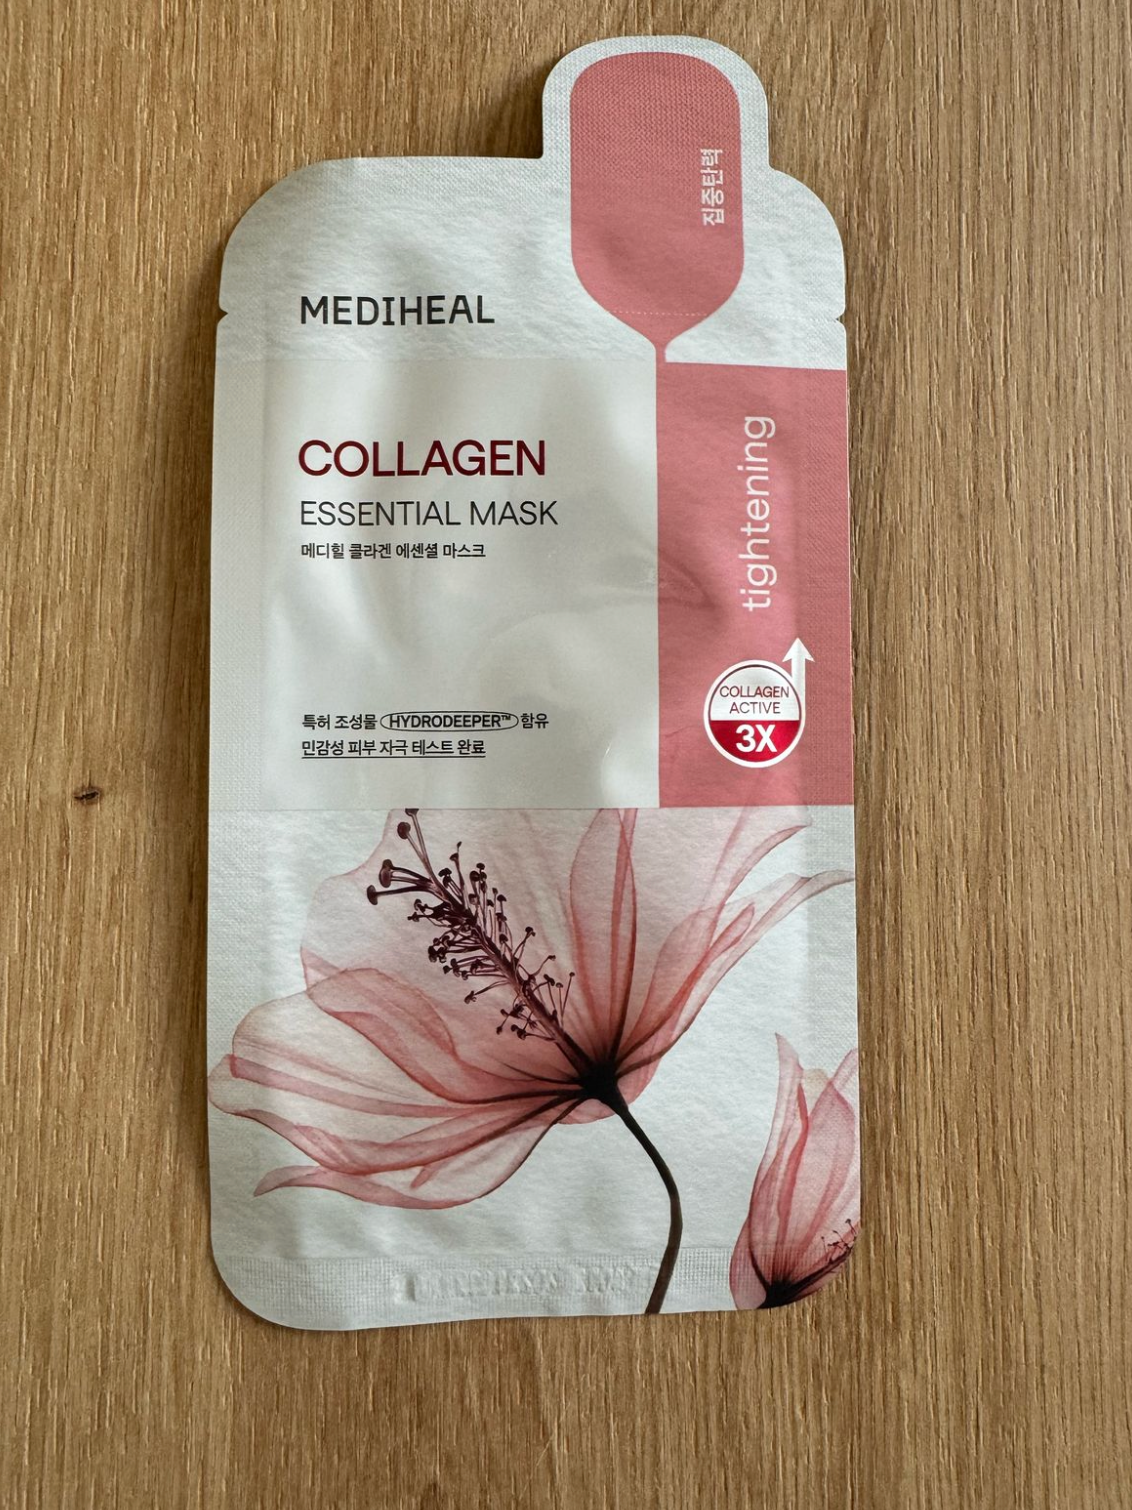 집중탄력
MEDIHEAL
COLLAGEN
ESSENTIAL MASK
메디힐 콜라겐 에센셜 마스크
tightening
COLLAGEN
ACTIVE
3X
특허 조성물 HYDRODEEPER™ 함유
민감성 피부 자극 테스트 완료